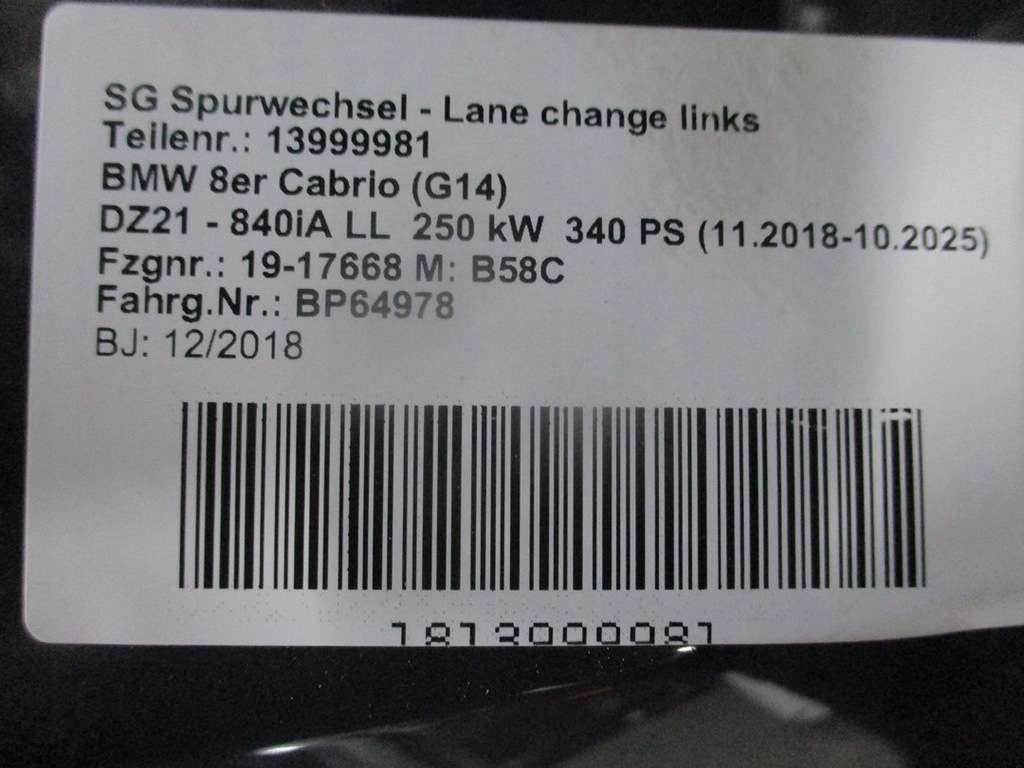 SG Spurwechsel - Lane change links
Teilenr.: 13999981
BMW 8er Cabrio (G14)
DZ21 - 840iA LL 250 kW 340 PS (11.2018-10.2025)
Fzgnr.: 19-17668 M: B58C
Fahrg.Nr.: BP64978
BJ: 12/2018
1813999981